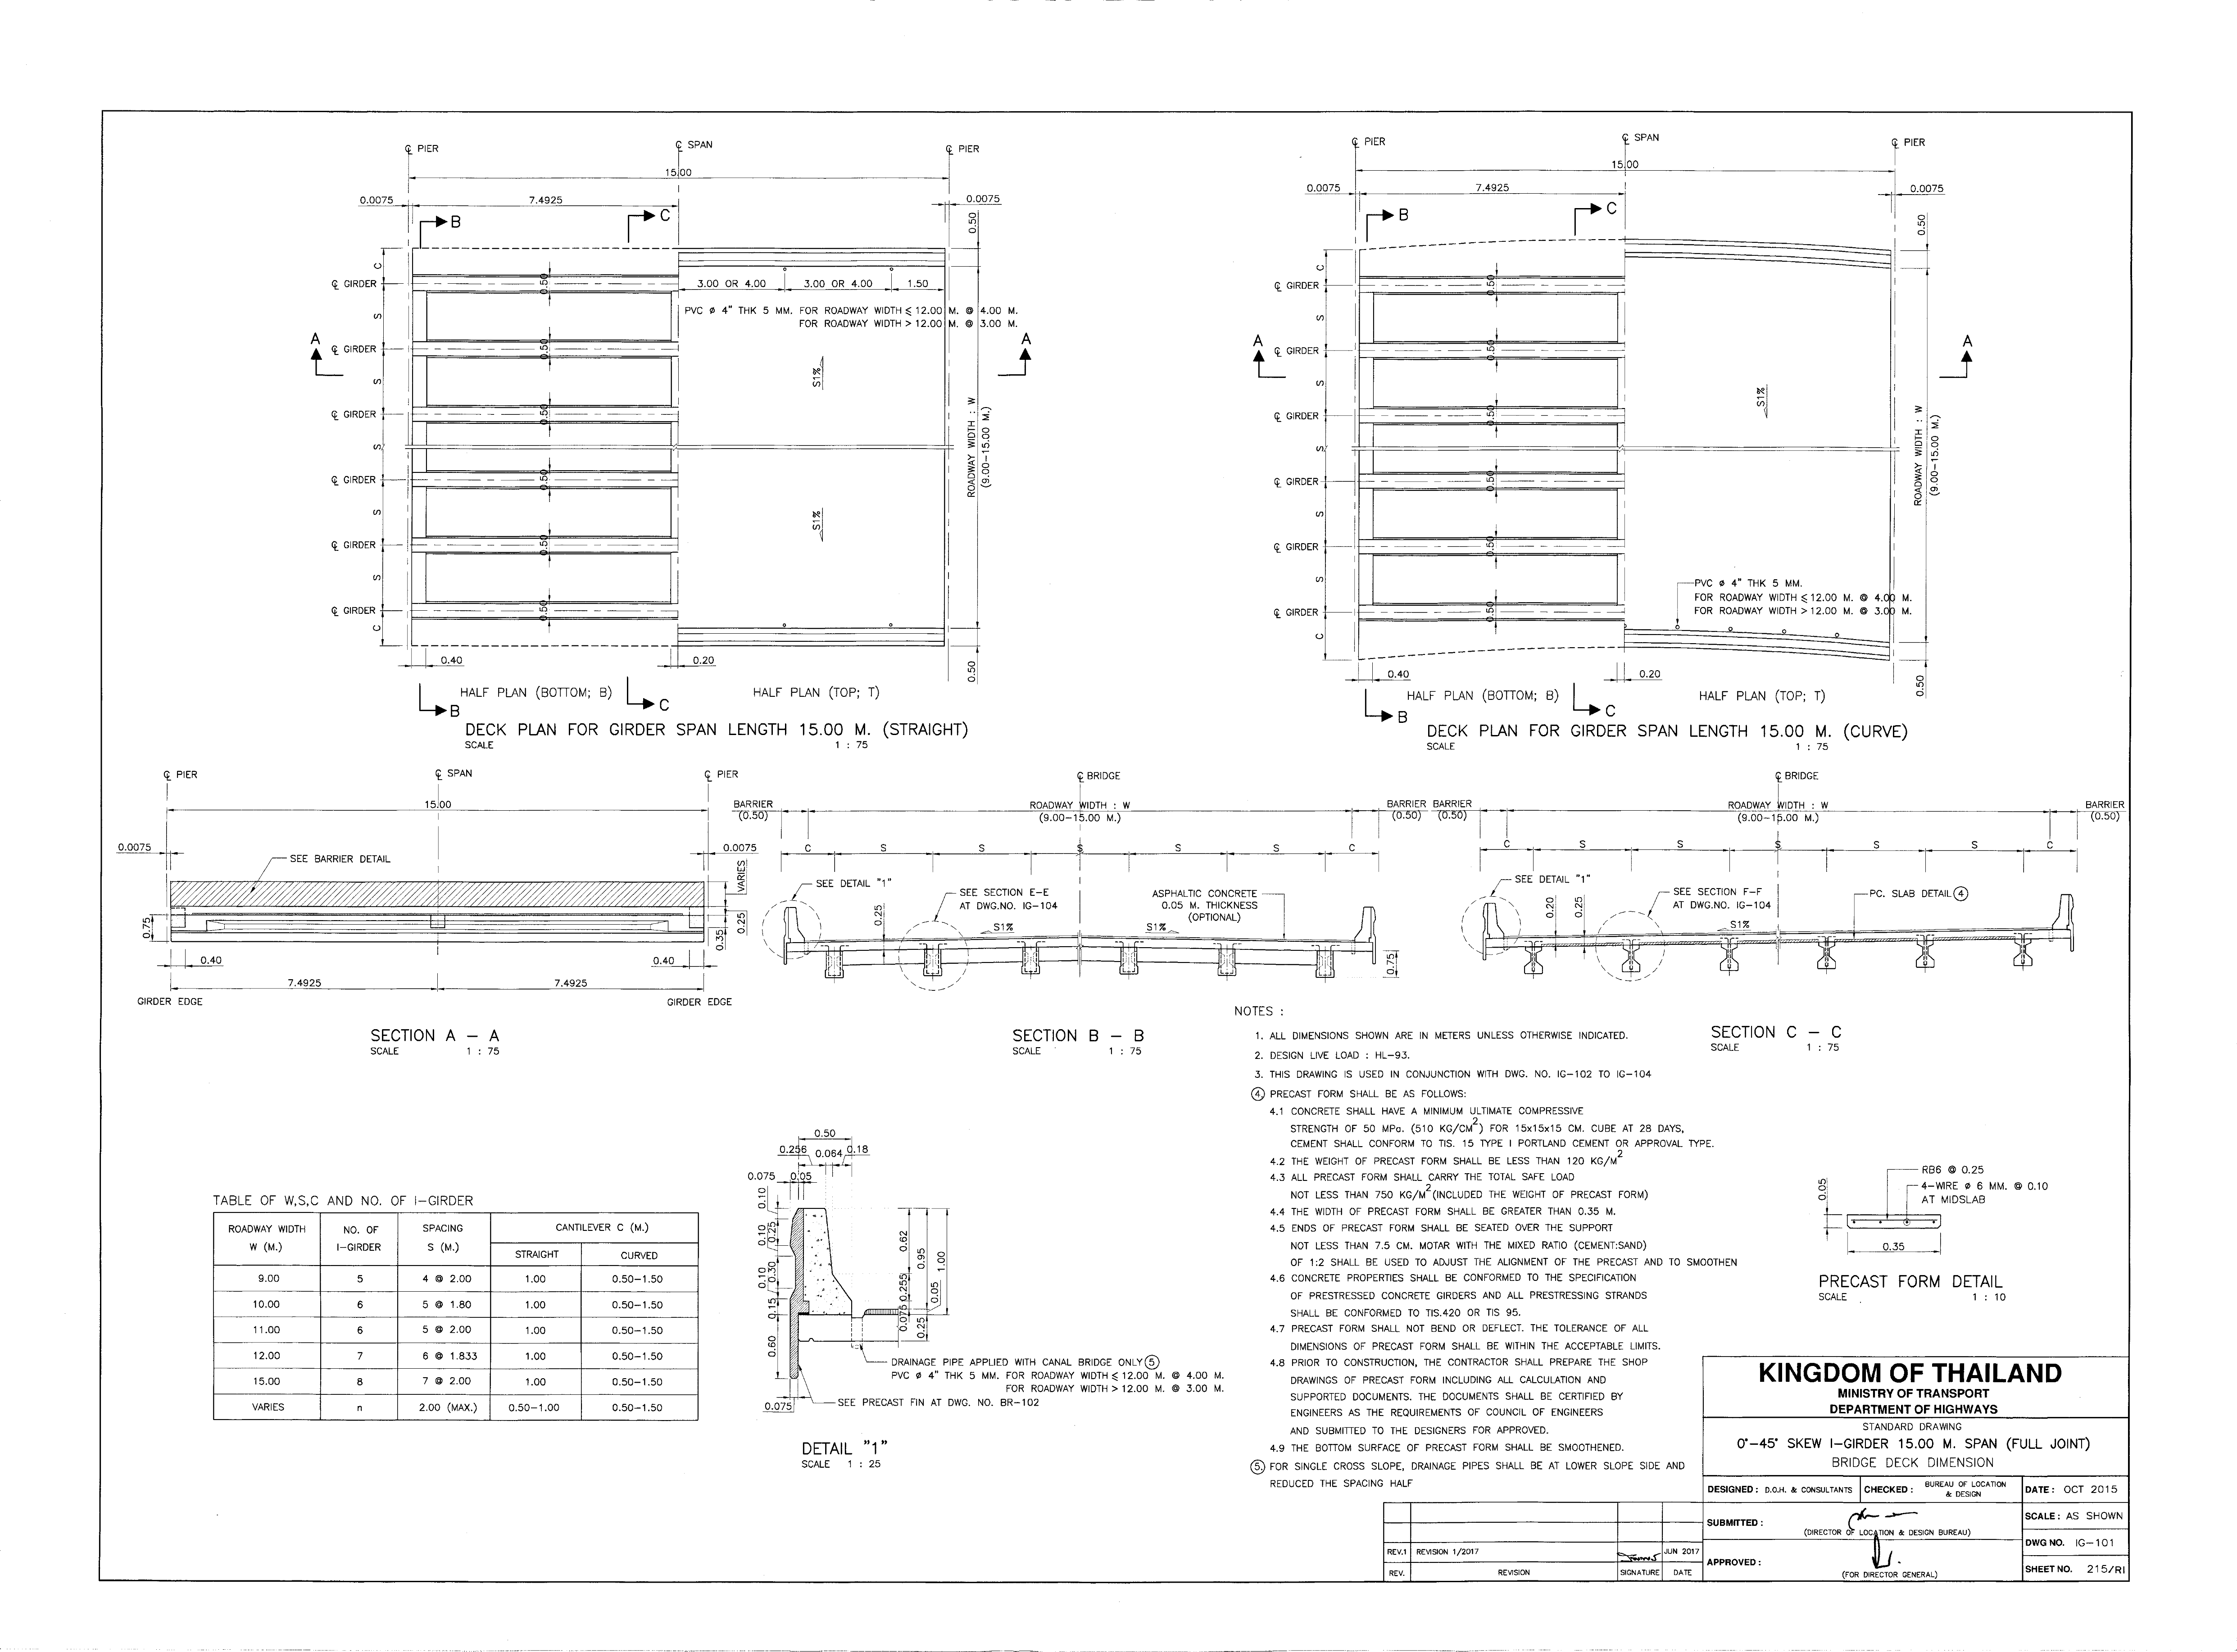 ℄ PIER
℄ SPAN
℄ PIER
15.00
0.0075
7.4925
0.0075
B
C
0.50
C
℄ GIRDER
0.50
3.00 OR 4.00
3.00 OR 4.00
1.50
PVC ø 4" THK 5 MM. FOR ROADWAY WIDTH ≤ 12.00 M. @ 4.00 M.
FOR ROADWAY WIDTH > 12.00 M. @ 3.00 M.
S
A
℄ GIRDER
0.50
A
S1%
S
℄ GIRDER
0.50
ROADWAY WIDTH : W
(9.00-15.00 M.)
S
℄ GIRDER
0.50
S
S1%
℄ GIRDER
0.50
S
℄ GIRDER
0.50
C
0.40
0.20
0.50
HALF PLAN (BOTTOM; B)
HALF PLAN (TOP; T)
B
C
DECK PLAN FOR GIRDER SPAN LENGTH 15.00 M. (STRAIGHT)
SCALE 1 : 75
℄ PIER
℄ SPAN
℄ PIER
15.00
0.0075
7.4925
0.0075
B
C
0.50
C
℄ GIRDER
0.50
S
A
℄ GIRDER
0.50
A
S
S1%
℄ GIRDER
0.50
ROADWAY WIDTH : W
(9.00-15.00 M.)
S
℄ GIRDER
0.50
S
℄ GIRDER
0.50
S
PVC ø 4" THK 5 MM.
FOR ROADWAY WIDTH ≤ 12.00 M. @ 4.00 M.
FOR ROADWAY WIDTH > 12.00 M. @ 3.00 M.
℄ GIRDER
0.50
C
0.40
0.20
0.50
HALF PLAN (BOTTOM; B)
HALF PLAN (TOP; T)
B
C
DECK PLAN FOR GIRDER SPAN LENGTH 15.00 M. (CURVE)
SCALE 1 : 75
℄ PIER
℄ SPAN
℄ PIER
15.00
0.0075
0.0075
SEE BARRIER DETAIL
VARIES
0.75
0.25
0.35
0.40
0.40
7.4925
7.4925
GIRDER EDGE
GIRDER EDGE
SECTION A - A
SCALE 1 : 75
℄ BRIDGE
BARRIER
(0.50)
ROADWAY WIDTH : W
(9.00-15.00 M.)
BARRIER
(0.50)
C S S S S S C
SEE DETAIL "1"
SEE SECTION E-E
AT DWG.NO. IG-104
ASPHALTIC CONCRETE
0.05 M. THICKNESS
(OPTIONAL)
0.25
S1%
S1%
0.75
SECTION B - B
SCALE 1 : 75
℄ BRIDGE
BARRIER
(0.50)
ROADWAY WIDTH : W
(9.00-15.00 M.)
BARRIER
(0.50)
C S S S S S C
SEE DETAIL "1"
SEE SECTION F-F
AT DWG.NO. IG-104
PC. SLAB DETAIL 4
0.20
0.25
S1%
SECTION C - C
SCALE 1 : 75
NOTES :
1. ALL DIMENSIONS SHOWN ARE IN METERS UNLESS OTHERWISE INDICATED.
2. DESIGN LIVE LOAD : HL-93.
3. THIS DRAWING IS USED IN CONJUNCTION WITH DWG. NO. IG-102 TO IG-104
4. PRECAST FORM SHALL BE AS FOLLOWS:
4.1 CONCRETE SHALL HAVE A MINIMUM ULTIMATE COMPRESSIVE
STRENGTH OF 50 MPa. (510 KG/CM2) FOR 15x15x15 CM. CUBE AT 28 DAYS,
CEMENT SHALL CONFORM TO TIS. 15 TYPE I PORTLAND CEMENT OR APPROVAL TYPE.
4.2 THE WEIGHT OF PRECAST FORM SHALL BE LESS THAN 120 KG/M2
4.3 ALL PRECAST FORM SHALL CARRY THE TOTAL SAFE LOAD
NOT LESS THAN 750 KG/M2 (INCLUDED THE WEIGHT OF PRECAST FORM)
4.4 THE WIDTH OF PRECAST FORM SHALL BE GREATER THAN 0.35 M.
4.5 ENDS OF PRECAST FORM SHALL BE SEATED OVER THE SUPPORT
NOT LESS THAN 7.5 CM. MOTAR WITH THE MIXED RATIO (CEMENT:SAND)
OF 1:2 SHALL BE USED TO ADJUST THE ALIGNMENT OF THE PRECAST AND TO SMOOTHEN
4.6 CONCRETE PROPERTIES SHALL BE CONFORMED TO THE SPECIFICATION
OF PRESTRESSED CONCRETE GIRDERS AND ALL PRESTRESSING STRANDS
SHALL BE CONFORMED TO TIS.420 OR TIS 95.
4.7 PRECAST FORM SHALL NOT BEND OR DEFLECT. THE TOLERANCE OF ALL
DIMENSIONS OF PRECAST FORM SHALL BE WITHIN THE ACCEPTABLE LIMITS.
4.8 PRIOR TO CONSTRUCTION, THE CONTRACTOR SHALL PREPARE THE SHOP
DRAWINGS OF PRECAST FORM INCLUDING ALL CALCULATION AND
SUPPORTED DOCUMENTS. THE DOCUMENTS SHALL BE CERTIFIED BY
ENGINEERS AS THE REQUIREMENTS OF COUNCIL OF ENGINEERS
AND SUBMITTED TO THE DESIGNERS FOR APPROVED.
4.9 THE BOTTOM SURFACE OF PRECAST FORM SHALL BE SMOOTHENED.
5. FOR SINGLE CROSS SLOPE, DRAINAGE PIPES SHALL BE AT LOWER SLOPE SIDE AND
REDUCED THE SPACING HALF
TABLE OF W,S,C AND NO. OF I-GIRDER
ROADWAY WIDTH W (M.) NO. OF I-GIRDER SPACING S (M.) CANTILEVER C (M.)
STRAIGHT CURVED
9.00 5 4 @ 2.00 1.00 0.50-1.50
10.00 6 5 @ 1.80 1.00 0.50-1.50
11.00 6 5 @ 2.00 1.00 0.50-1.50
12.00 7 6 @ 1.833 1.00 0.50-1.50
15.00 8 7 @ 2.00 1.00 0.50-1.50
VARIES n 2.00 (MAX.) 0.50-1.00 0.50-1.50
0.50
0.256 0.064 0.18
0.075 0.05
0.10
0.25
0.10
0.30
0.10
0.15
0.60
0.62
0.95
1.00
0.255
0.05
0.075
0.25
DRAINAGE PIPE APPLIED WITH CANAL BRIDGE ONLY 5
PVC ø 4" THK 5 MM. FOR ROADWAY WIDTH ≤ 12.00 M. @ 4.00 M.
FOR ROADWAY WIDTH > 12.00 M. @ 3.00 M.
SEE PRECAST FIN AT DWG. NO. BR-102
0.075
DETAIL "1"
SCALE 1 : 25
RB6 @ 0.25
4-WIRE ø 6 MM. @ 0.10
AT MIDSLAB
0.05
0.35
PRECAST FORM DETAIL
SCALE 1 : 10
KINGDOM OF THAILAND
MINISTRY OF TRANSPORT
DEPARTMENT OF HIGHWAYS
STANDARD DRAWING
0°-45° SKEW I-GIRDER 15.00 M. SPAN (FULL JOINT)
BRIDGE DECK DIMENSION
DESIGNED : D.O.H. & CONSULTANTS
CHECKED : BUREAU OF LOCATION & DESIGN
DATE : OCT 2015
SUBMITTED :
(DIRECTOR OF LOCATION & DESIGN BUREAU)
SCALE : AS SHOWN
DWG NO. IG-101
APPROVED :
(FOR DIRECTOR GENERAL)
SHEET NO. 215/R1
REV.1 REVISION 1/2017 JUN 2017
REV. REVISION SIGNATURE DATE